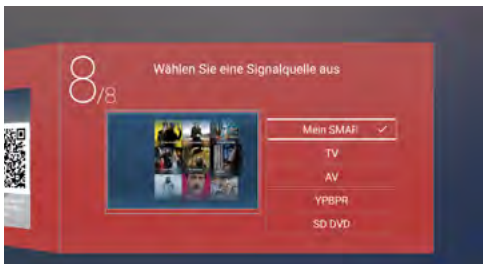 8/8
Wählen Sie eine Signalquelle aus
Mein SMAR
TV
AV
YPBPR
SD DVD